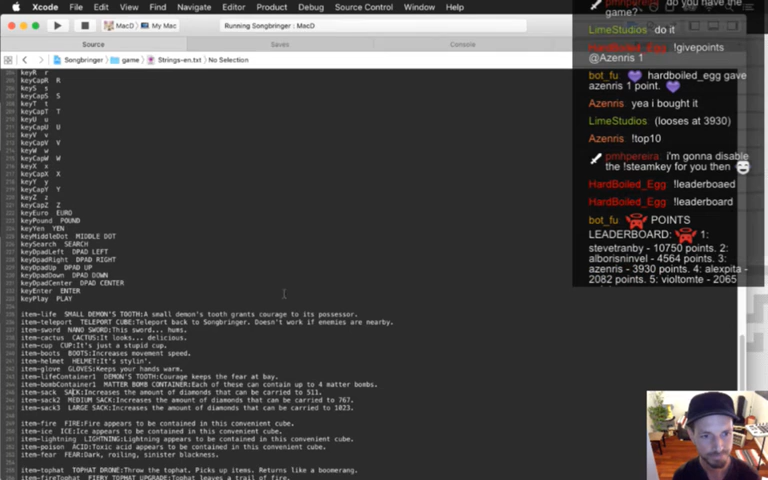 Xcode File Edit View Find Navigate Editor Product Debug Source Control Window Help
MacD My Mac Running Songbringer : MacD
Source Saves Console
Songbringer game Strings-en.txt No Selection
keyR r
keyCapR R
keyS s
keyCapS S
keyT t
keyCapT T
keyU u
keyCapU U
keyV v
keyCapV V
keyW w
keyCapW W
keyX x
keyCapX X
keyY y
keyCapY Y
keyZ z
keyCapZ Z
keyEuro EURO
keyPound POUND
keyYen YEN
keyMiddleDot MIDDLE DOT
keySearch SEARCH
keyDpadLeft DPAD LEFT
keyDpadRight DPAD RIGHT
keyDpadUp DPAD UP
keyDpadDown DPAD DOWN
keyDpadCenter DPAD CENTER
keyEnter ENTER
keyPlay PLAY
item-life SMALL DEMON'S TOOTH:A small demon's tooth grants courage to its possessor.
item-teleport TELEPORT CUBE:Teleport back to Songbringer. Doesn't work if enemies are nearby.
item-sword NANO SWORD:This sword... hums.
item-cactus CACTUS:It looks... delicious.
item-cup CUP:It's just a stupid cup.
item-boots BOOTS:Increases movement speed.
item-helmet HELMET:It's stylin'.
item-glove GLOVES:Keeps your hands warm.
item-lifeContainer1 DEMON'S TOOTH:Courage keeps the fear at bay.
item-bombContainer1 MATTER BOMB CONTAINER:Each of these can contain up to 4 matter bombs.
item-sack SACK:Increases the amount of diamonds that can be carried to 511.
item-sack2 MEDIUM SACK:Increases the amount of diamonds that can be carried to 767.
item-sack3 LARGE SACK:Increases the amount of diamonds that can be carried to 1023.
item-fire FIRE:Fire appears to be contained in this convenient cube.
item-ice ICE:Ice appears to be contained in this convenient cube.
item-lightning LIGHTNING:Lightning appears to be contained in this convenient cube.
item-poison ACID:Toxic acid appears to be contained in this convenient cube.
item-fear FEAR:Dark, roiling, sinister blackness.
item-tophat TOPHAT DRONE:Throw the tophat. Picks up items. Returns like a boomerang.
item-fireTophat FIERY TOPHAT UPGRADE:Tophat leaves a trail of fire.
pmhpereira do you have the
game?
LimeStudios do it
HardBoiled_Egg !givepoints
@Azenris 1
bot_fu hardboiled_egg gave
azenris 1 point.
Azenris yea i bought it
LimeStudios (looses at 3930)
Azenris !top10
pmhpereira i'm gonna disable
the !steamkey for you then
HardBoiled_Egg !leaderboaed
HardBoiled_Egg !leaderboard
bot_fu POINTS
LEADERBOARD: 1:
stevetranby - 10750 points. 2:
alborisnivel - 4564 points. 3:
azenris - 3930 points. 4: alexpita -
2082 points. 5: violtomte - 2065